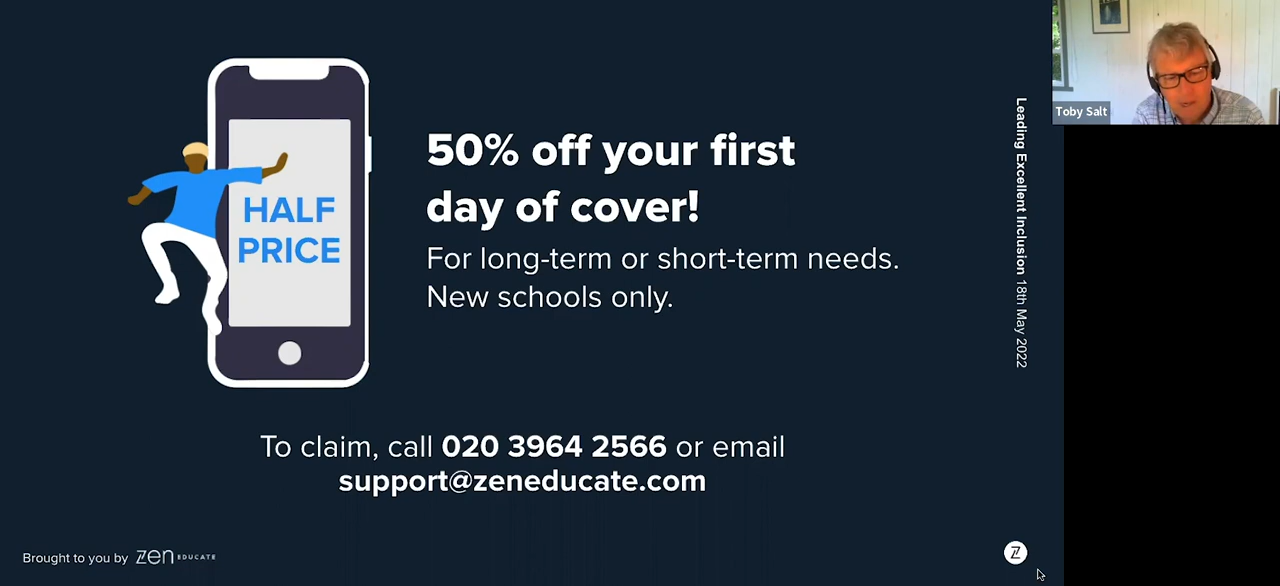 HALF
PRICE
50% off your first
day of cover!
For long-term or short-term needs.
New schools only.
To claim, call 020 3964 2566 or email
support@zeneducate.com
Brought to you by zen EDUCATE
Leading Excellent Inclusion 18th May 2022
Z
Toby Salt